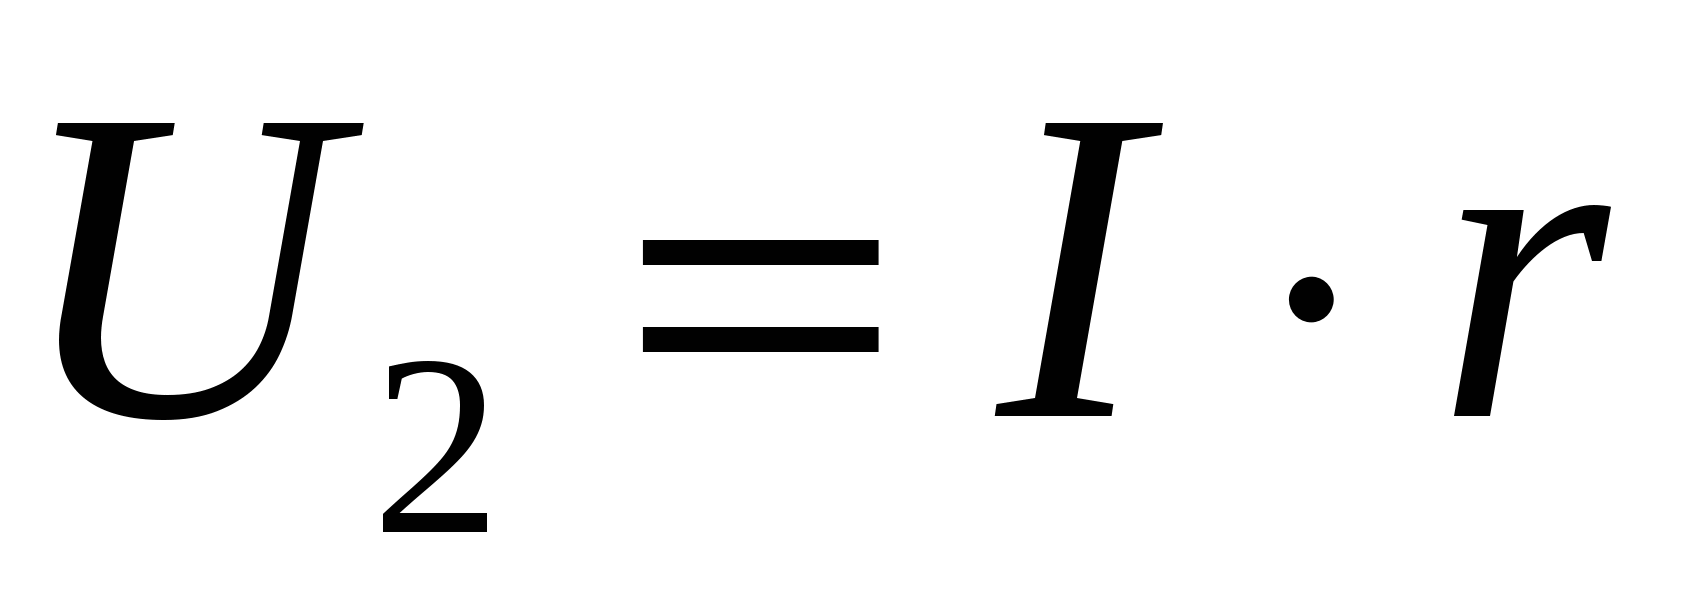 U₂ = I · r